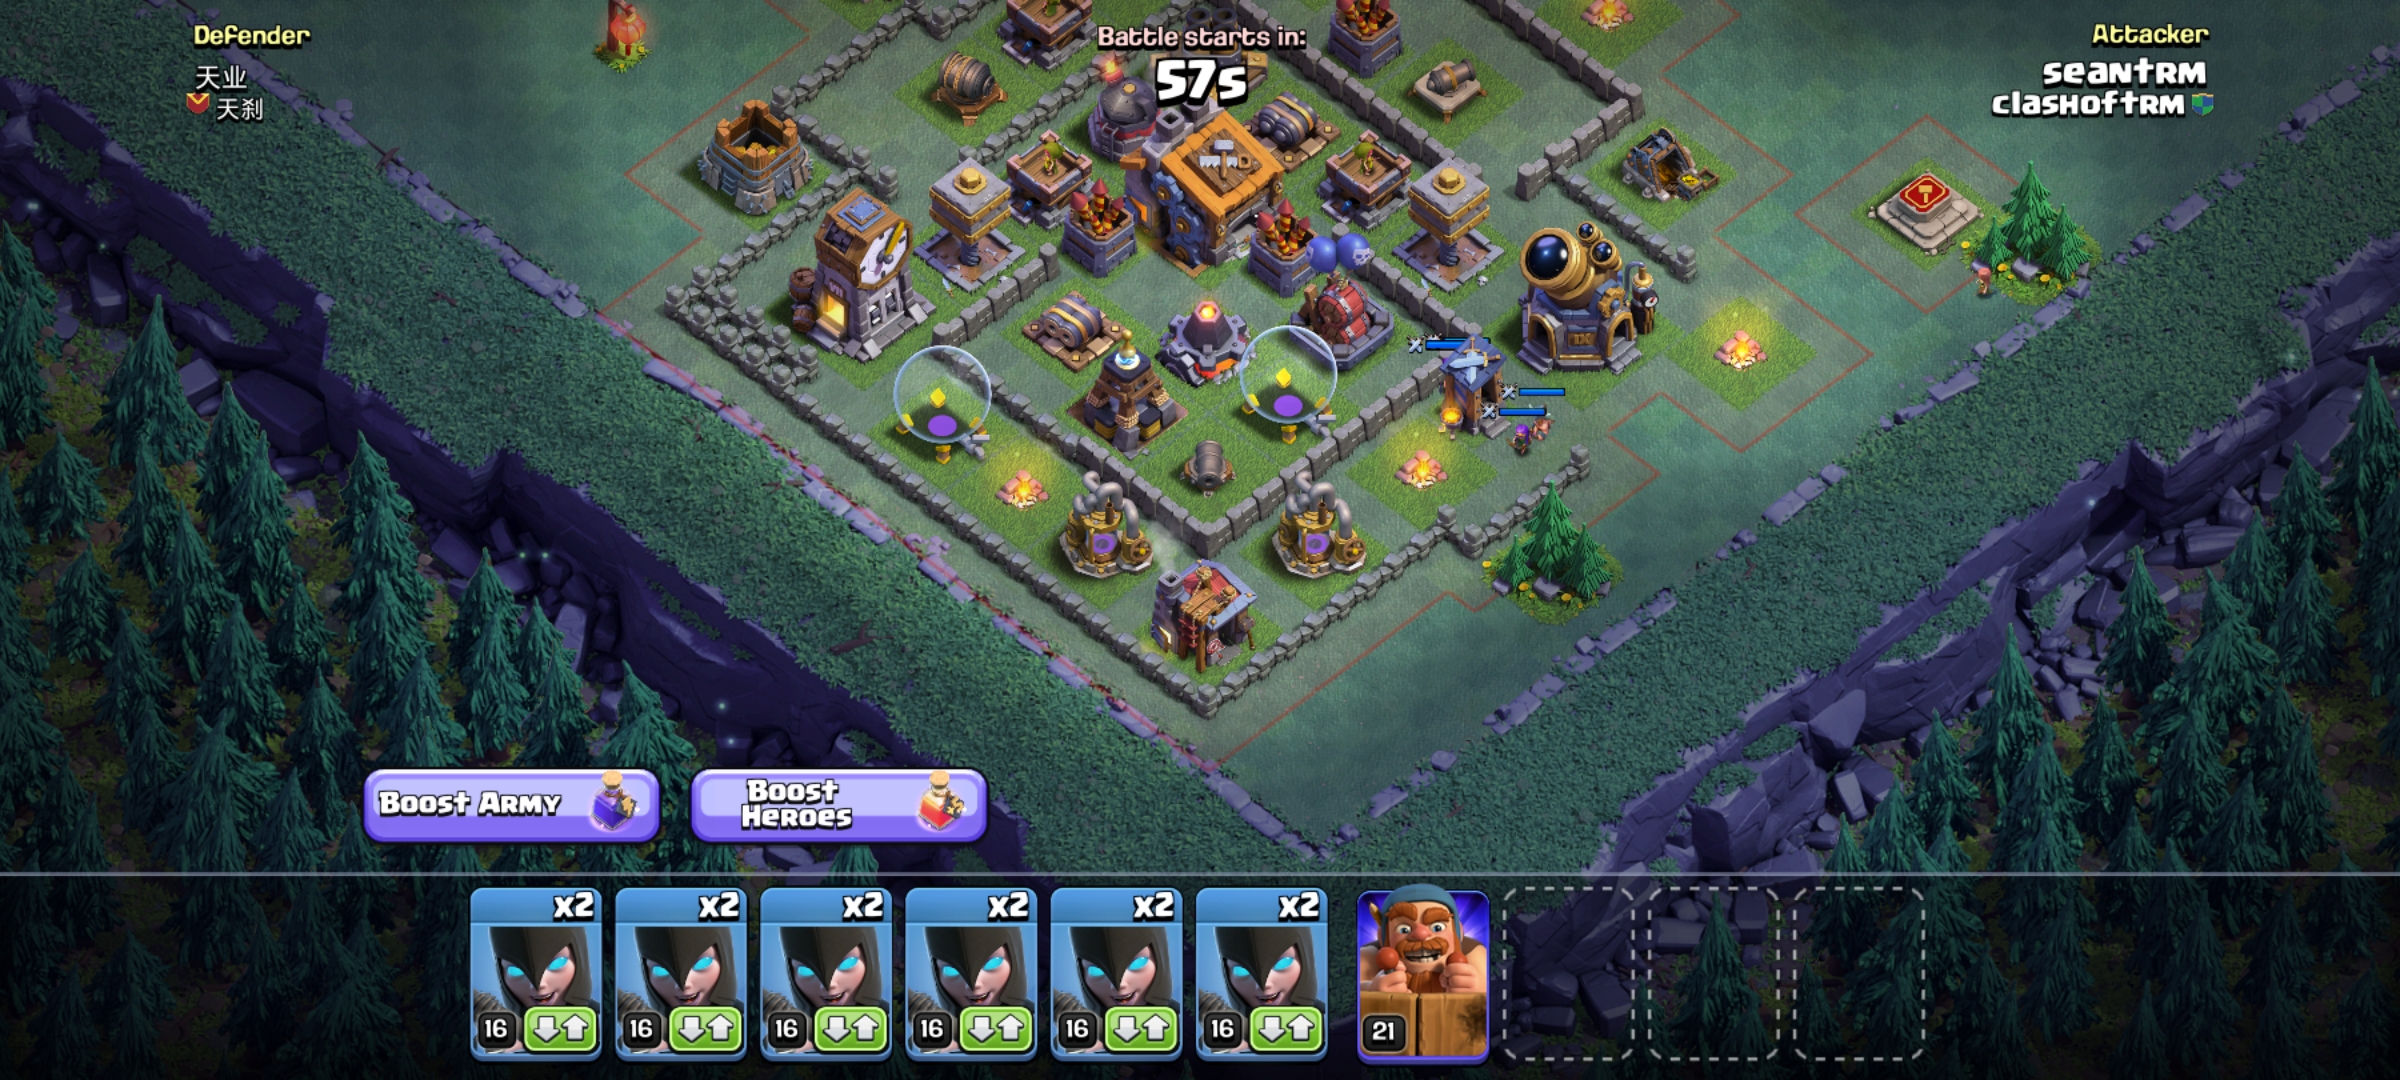 Defender
天业
天刹
Battle starts in:
57s
Attacker
seantRM
clashoftRM
Boost Army
Boost
Heroes
x2
x2
x2
x2
x2
x2
16
16
16
16
16
16
21